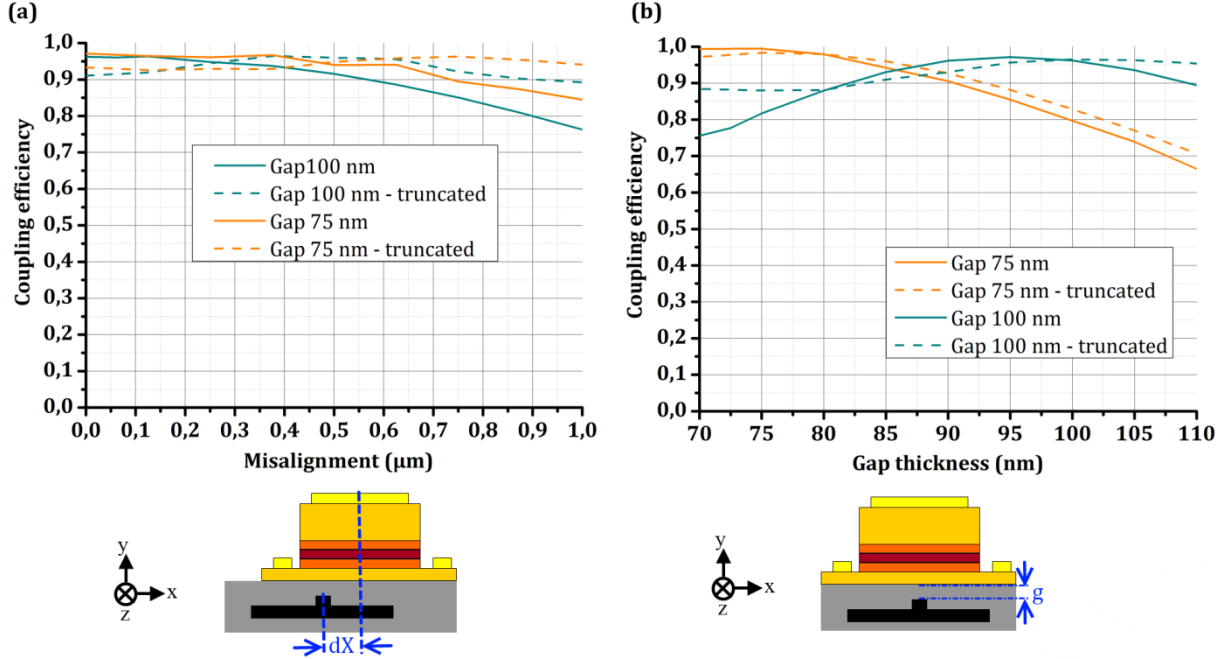 (a)
1,0
0,9
0,8
0,7
0,6
0,5
0,4
0,3
0,2
0,1
0,0
Coupling efficiency
Gap100 nm
Gap 100 nm - truncated
Gap 75 nm
Gap 75 nm - truncated
0,0 0,1 0,2 0,3 0,4 0,5 0,6 0,7 0,8 0,9 1,0
Misalignment (µm)
y
x
z
dX
(b)
1,0
0,9
0,8
0,7
0,6
0,5
0,4
0,3
0,2
0,1
0,0
Coupling efficiency
Gap 75 nm
Gap 75 nm - truncated
Gap 100 nm
Gap 100 nm - truncated
70 75 80 85 90 95 100 105 110
Gap thickness (nm)
y
x
z
g